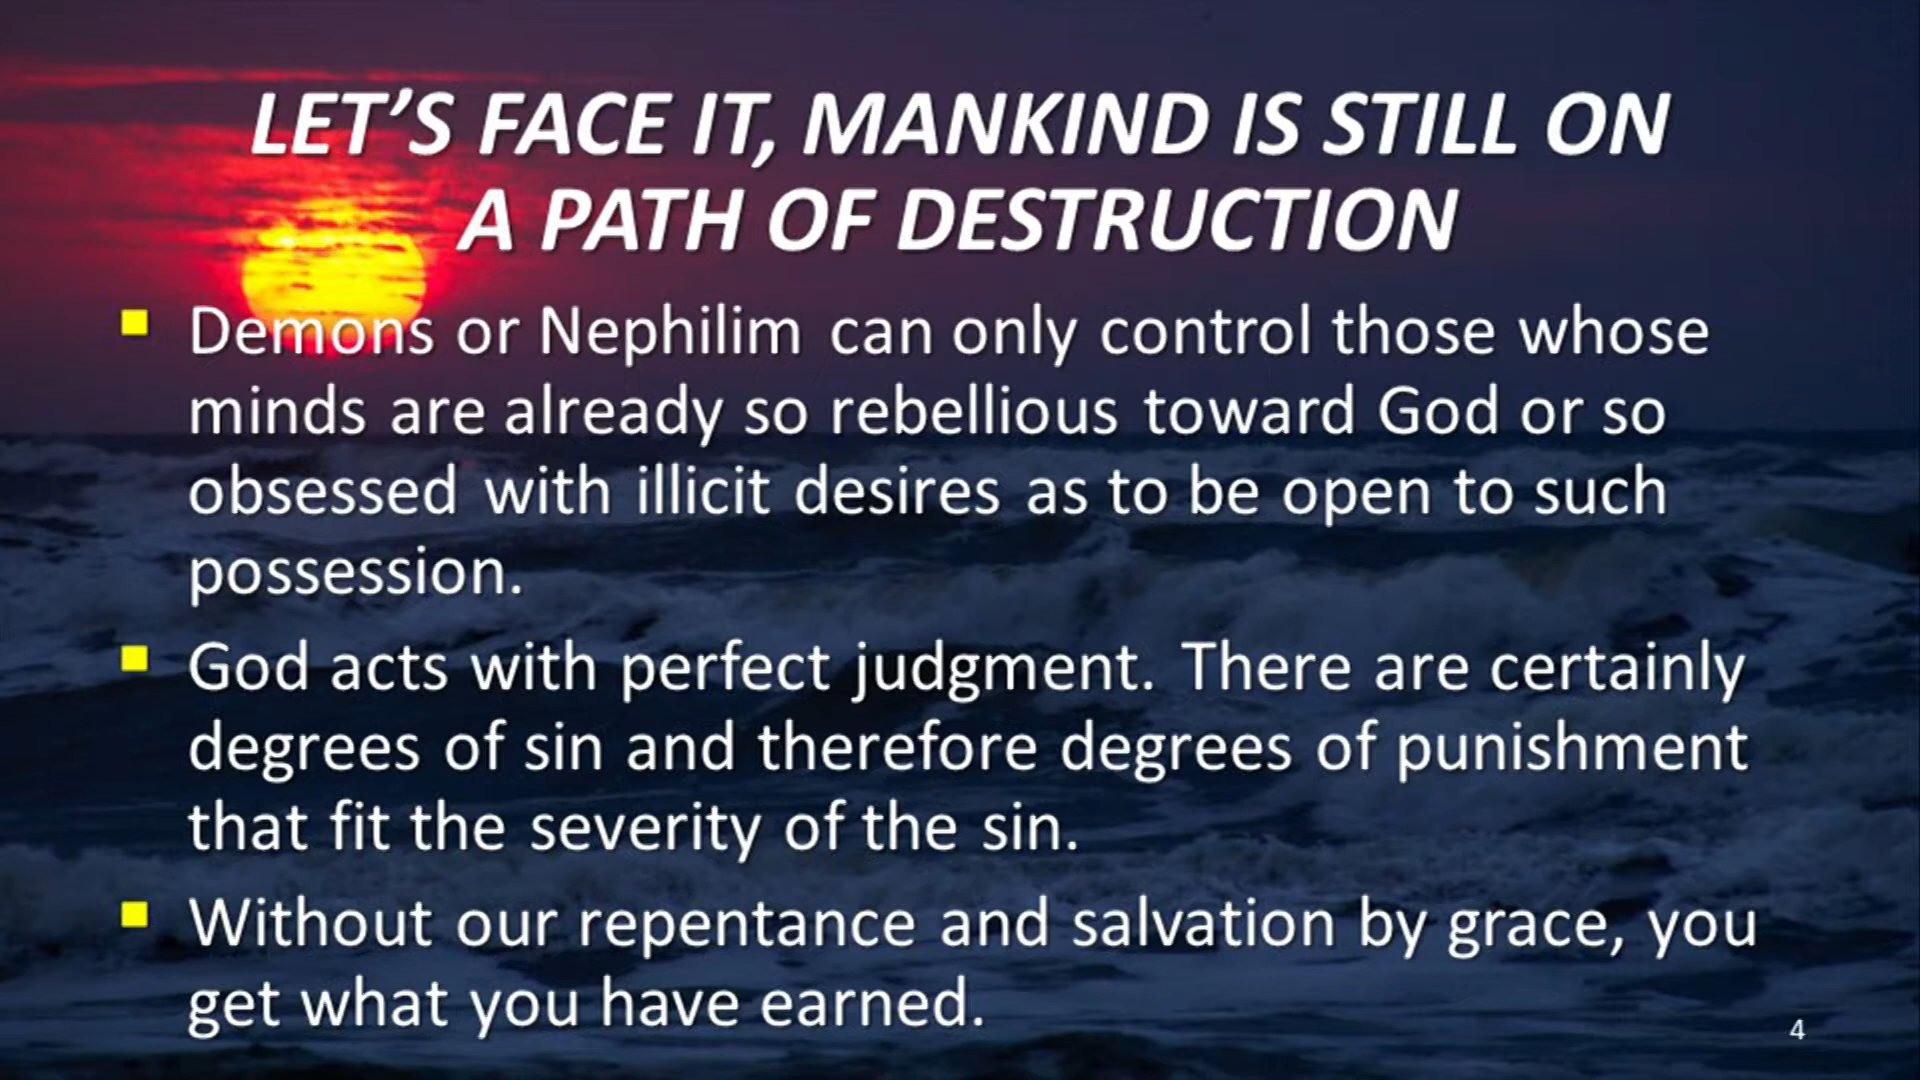 LET’S FACE IT, MANKIND IS STILL ON
A PATH OF DESTRUCTION
Demons or Nephilim can only control those whose
minds are already so rebellious toward God or so
obsessed with illicit desires as to be open to such
possession.
God acts with perfect judgment. There are certainly
degrees of sin and therefore degrees of punishment
that fit the severity of the sin.
Without our repentance and salvation by grace, you
get what you have earned.
4